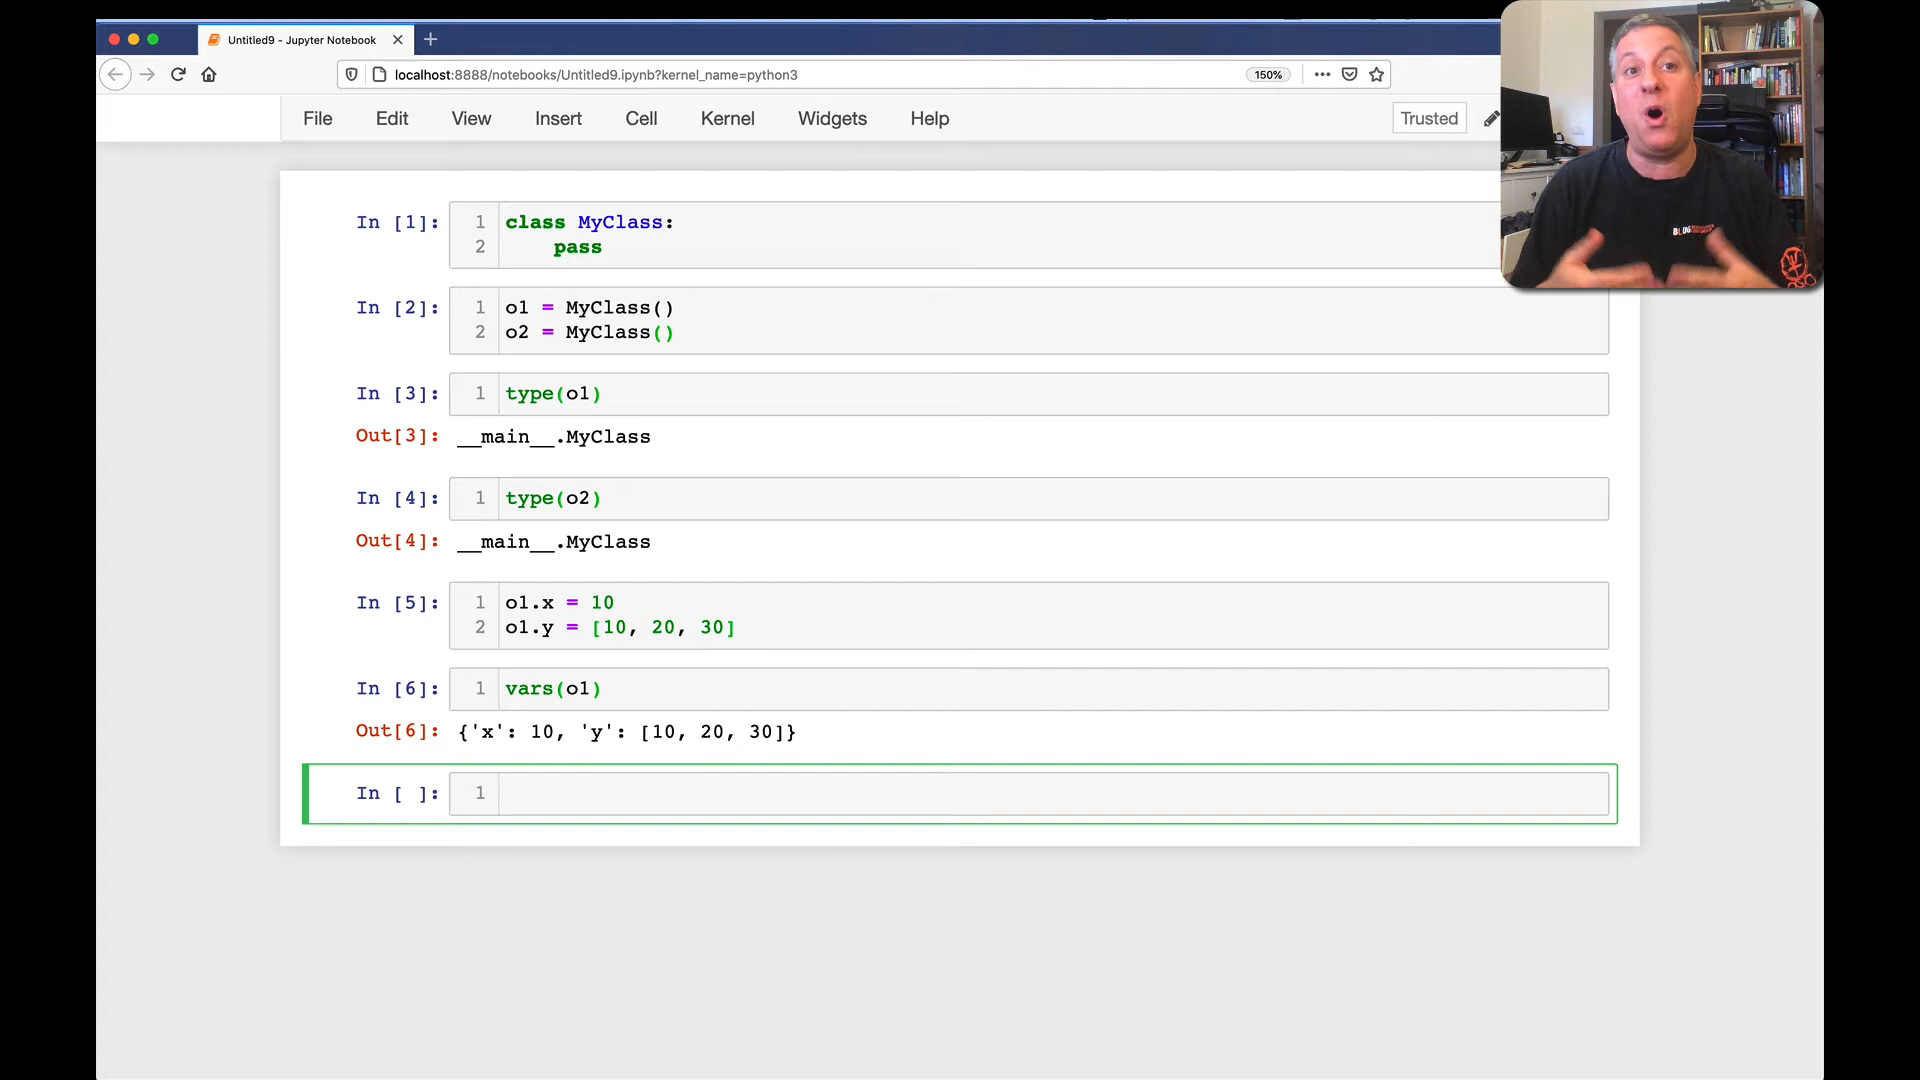 Untitled9 - Jupyter Notebook
localhost:8888/notebooks/Untitled9.ipynb?kernel_name=python3
150%
File Edit View Insert Cell Kernel Widgets Help
Trusted
In [1]:
1 class MyClass:
2     pass
In [2]:
1 o1 = MyClass()
2 o2 = MyClass()
In [3]:
1 type(o1)
Out[3]: __main__.MyClass
In [4]:
1 type(o2)
Out[4]: __main__.MyClass
In [5]:
1 o1.x = 10
2 o1.y = [10, 20, 30]
In [6]:
1 vars(o1)
Out[6]: {'x': 10, 'y': [10, 20, 30]}
In [ ]:
1